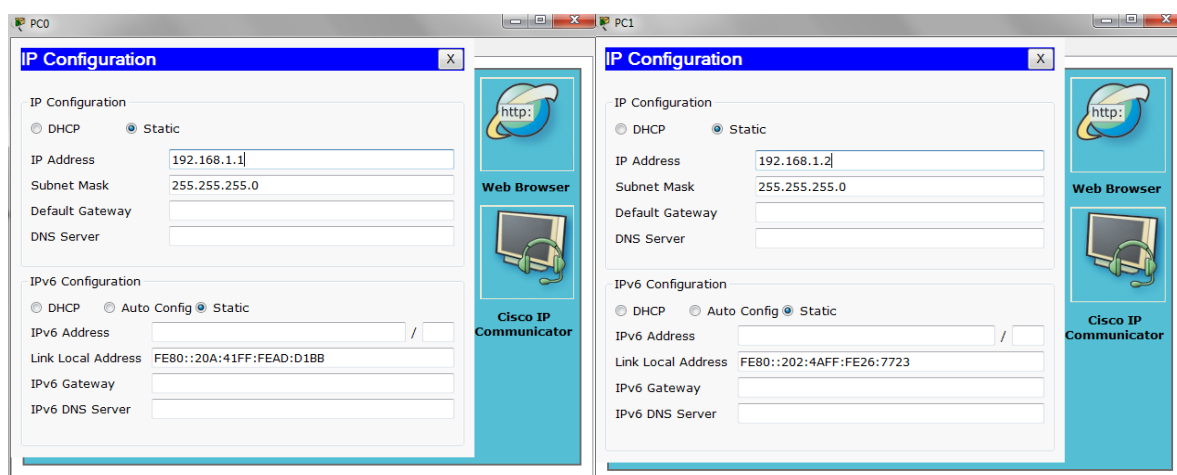 PC0
IP Configuration X
IP Configuration
DHCP Static
IP Address 192.168.1.1
Subnet Mask 255.255.255.0
Default Gateway
DNS Server
IPv6 Configuration
DHCP Auto Config Static
IPv6 Address /
Link Local Address FE80::20A:41FF:FEAD:D1BB
IPv6 Gateway
IPv6 DNS Server
http:
Web Browser
Cisco IP
Communicator
PC1
IP Configuration X
IP Configuration
DHCP Static
IP Address 192.168.1.2
Subnet Mask 255.255.255.0
Default Gateway
DNS Server
IPv6 Configuration
DHCP Auto Config Static
IPv6 Address /
Link Local Address FE80::202:4AFF:FE26:7723
IPv6 Gateway
IPv6 DNS Server
http:
Web Browser
Cisco IP
Communicator